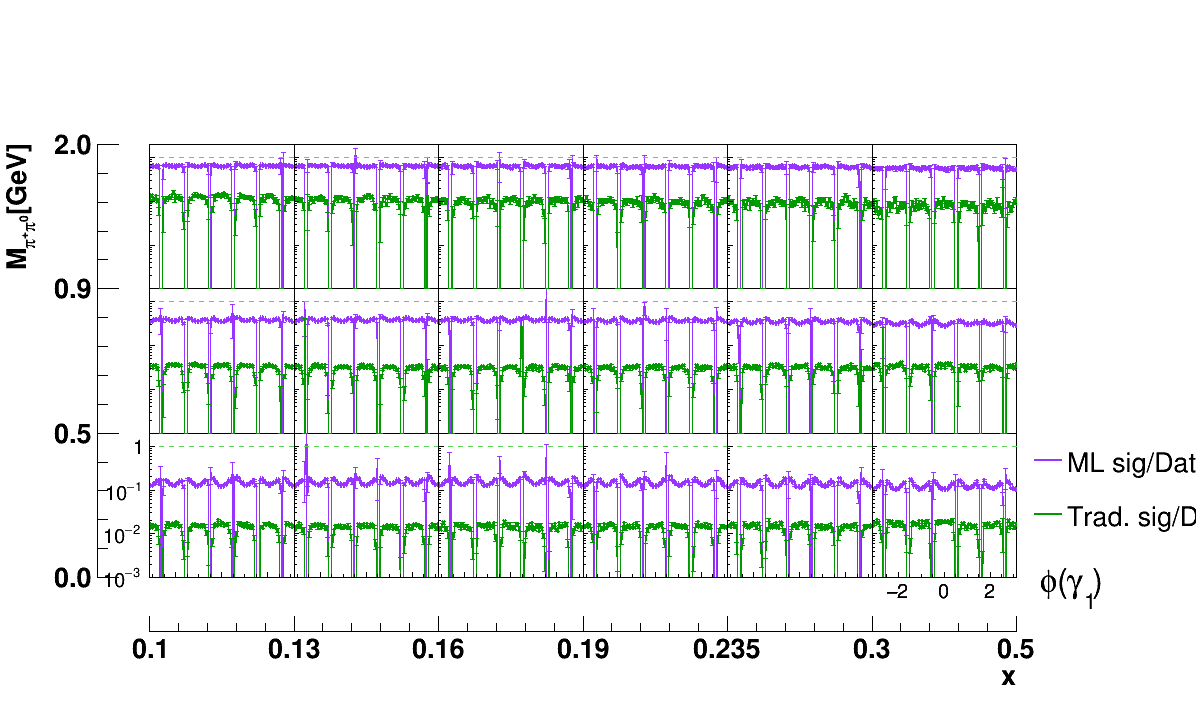 M π⁺π⁰ [GeV]
2.0
0.9
0.5
0.0
1
10⁻¹
10⁻²
10⁻³
−2 0 2
ϕ(γ₁)
ML sig/Dat
Trad. sig/D
0.1 0.13 0.16 0.19 0.235 0.3 0.5
x